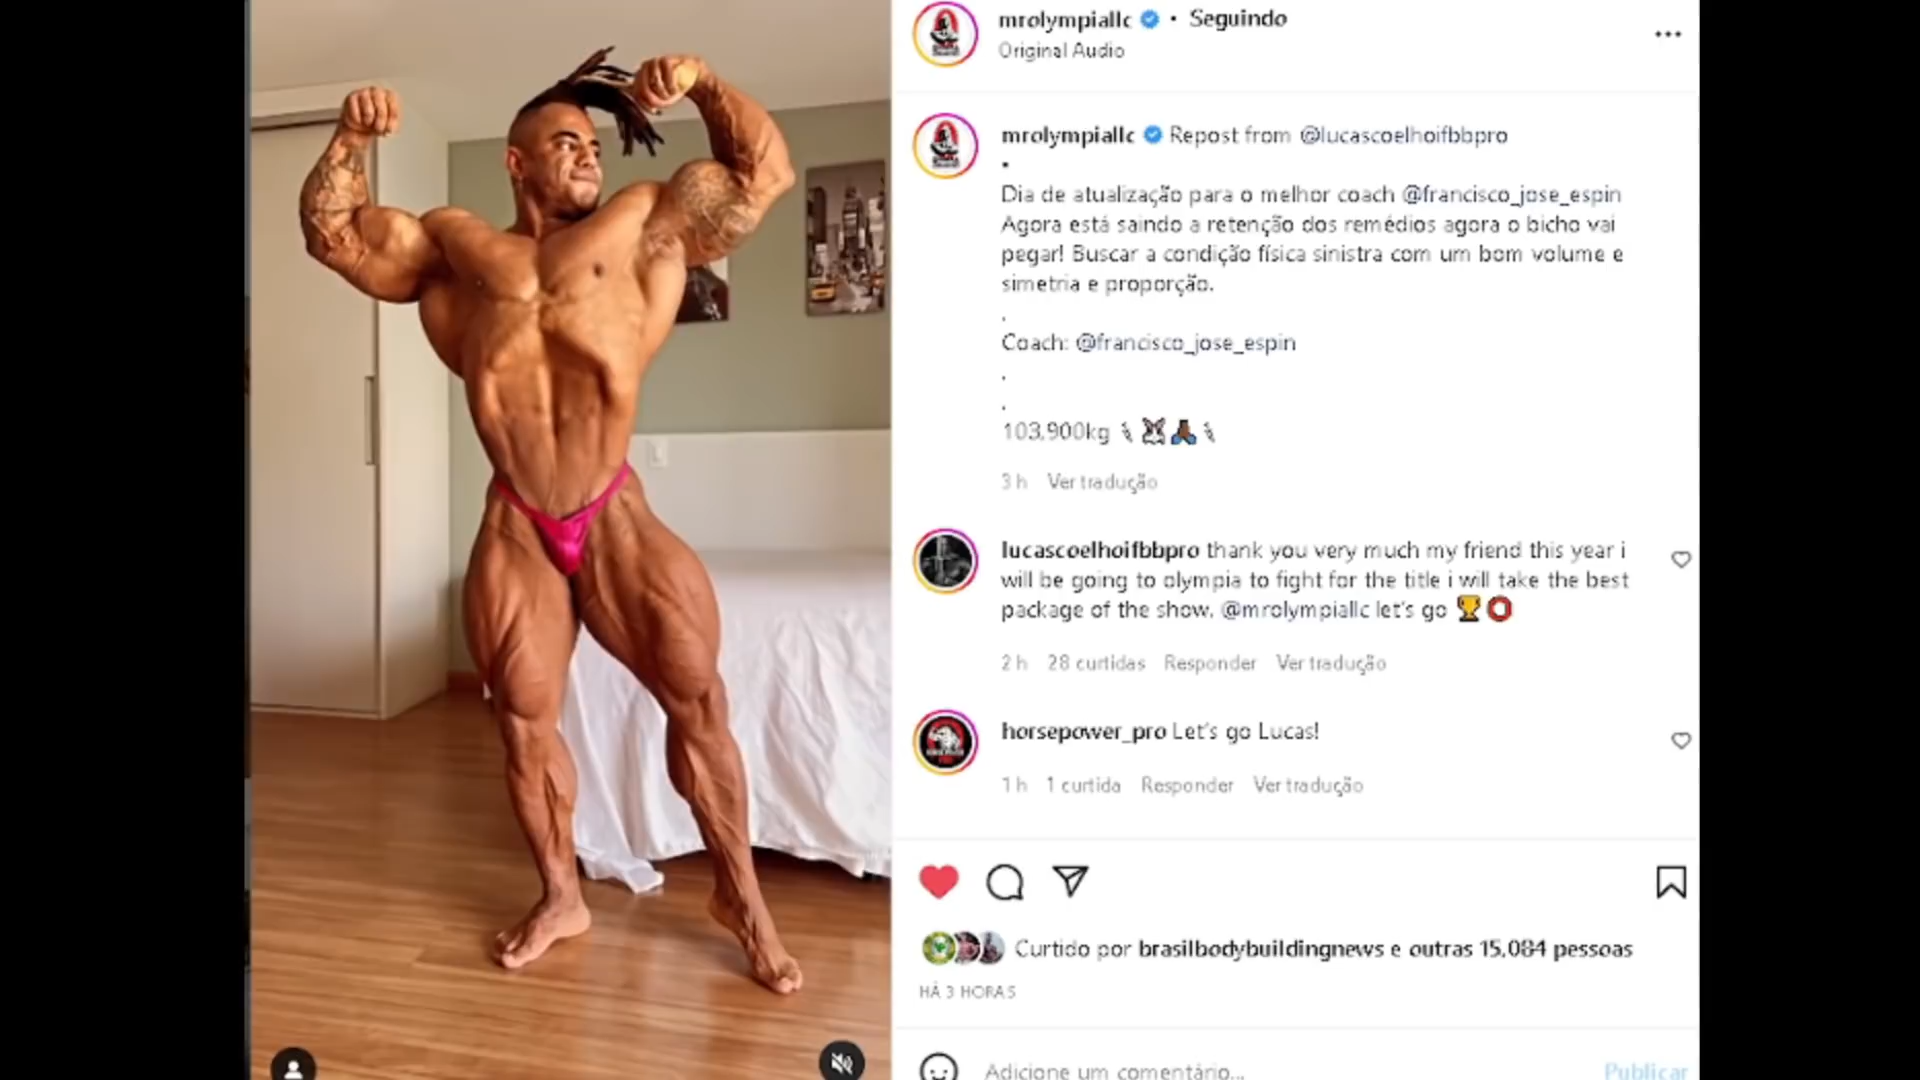 mrolympiallc • Seguindo
Original Audio
mrolympiallc Repost from @lucascoelhoifbbpro
•
Dia de atualização para o melhor coach @francisco_jose_espin
Agora está saindo a retenção dos remédios agora o bicho vai
pegar! Buscar a condição física sinistra com um bom volume e
simetria e proporção.
.
Coach: @francisco_jose_espin
.
.
103,900kg
3 h Ver tradução
lucascoelhoifbbpro thank you very much my friend this year i
will be going to olympia to fight for the title i will take the best
package of the show. @mrolympiallc let's go 🏆⭕
2 h 28 curtidas Responder Ver tradução
horsepower_pro Let's go Lucas!
1 h 1 curtida Responder Ver tradução
Curtido por brasilbodybuildingnews e outras 15.084 pessoas
HÁ 3 HORAS
Adicione um comentário... Publicar